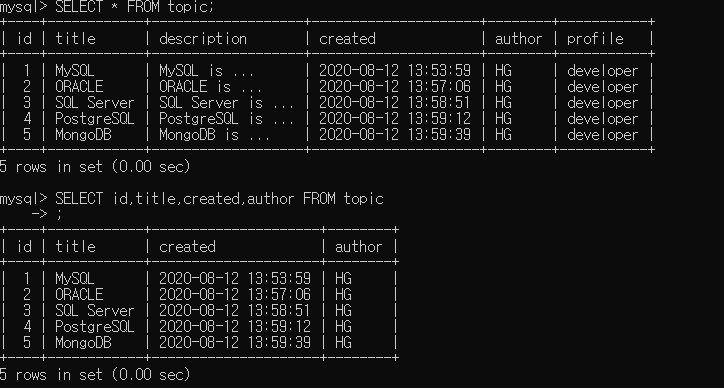 mysql> SELECT * FROM topic;
+----+------------+-------------------+---------------------+--------+-----------+
| id | title      | description       | created             | author | profile   |
+----+------------+-------------------+---------------------+--------+-----------+
|  1 | MySQL      | MySQL is ...      | 2020-08-12 13:53:59 | HG     | developer |
|  2 | ORACLE     | ORACLE is ...     | 2020-08-12 13:57:06 | HG     | developer |
|  3 | SQL Server | SQL Server is ... | 2020-08-12 13:58:51 | HG     | developer |
|  4 | PostgreSQL | PostgreSQL is ... | 2020-08-12 13:59:12 | HG     | developer |
|  5 | MongoDB    | MongoDB is ...    | 2020-08-12 13:59:39 | HG     | developer |
+----+------------+-------------------+---------------------+--------+-----------+
5 rows in set (0.00 sec)
mysql> SELECT id,title,created,author FROM topic
    -> ;
+----+------------+---------------------+--------+
| id | title      | created             | author |
+----+------------+---------------------+--------+
|  1 | MySQL      | 2020-08-12 13:53:59 | HG     |
|  2 | ORACLE     | 2020-08-12 13:57:06 | HG     |
|  3 | SQL Server | 2020-08-12 13:58:51 | HG     |
|  4 | PostgreSQL | 2020-08-12 13:59:12 | HG     |
|  5 | MongoDB    | 2020-08-12 13:59:39 | HG     |
+----+------------+---------------------+--------+
5 rows in set (0.00 sec)